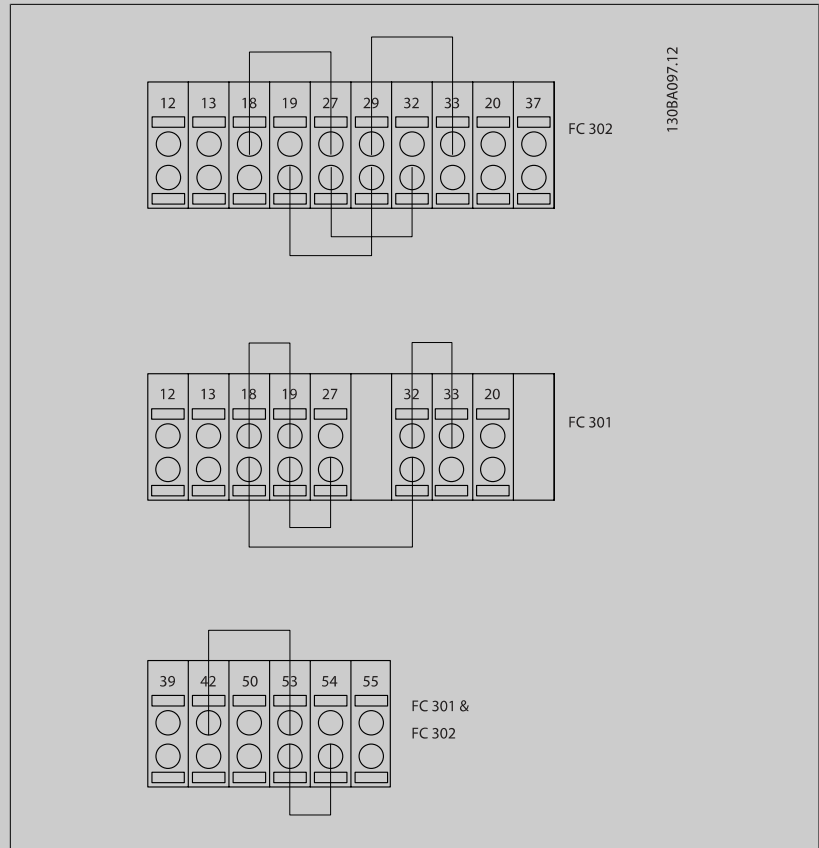 130BA097.12
12 13 18 19 27 29 32 33 20 37
FC 302
12 13 18 19 27 32 33 20
FC 301
39 42 50 53 54 55
FC 301 &
FC 302